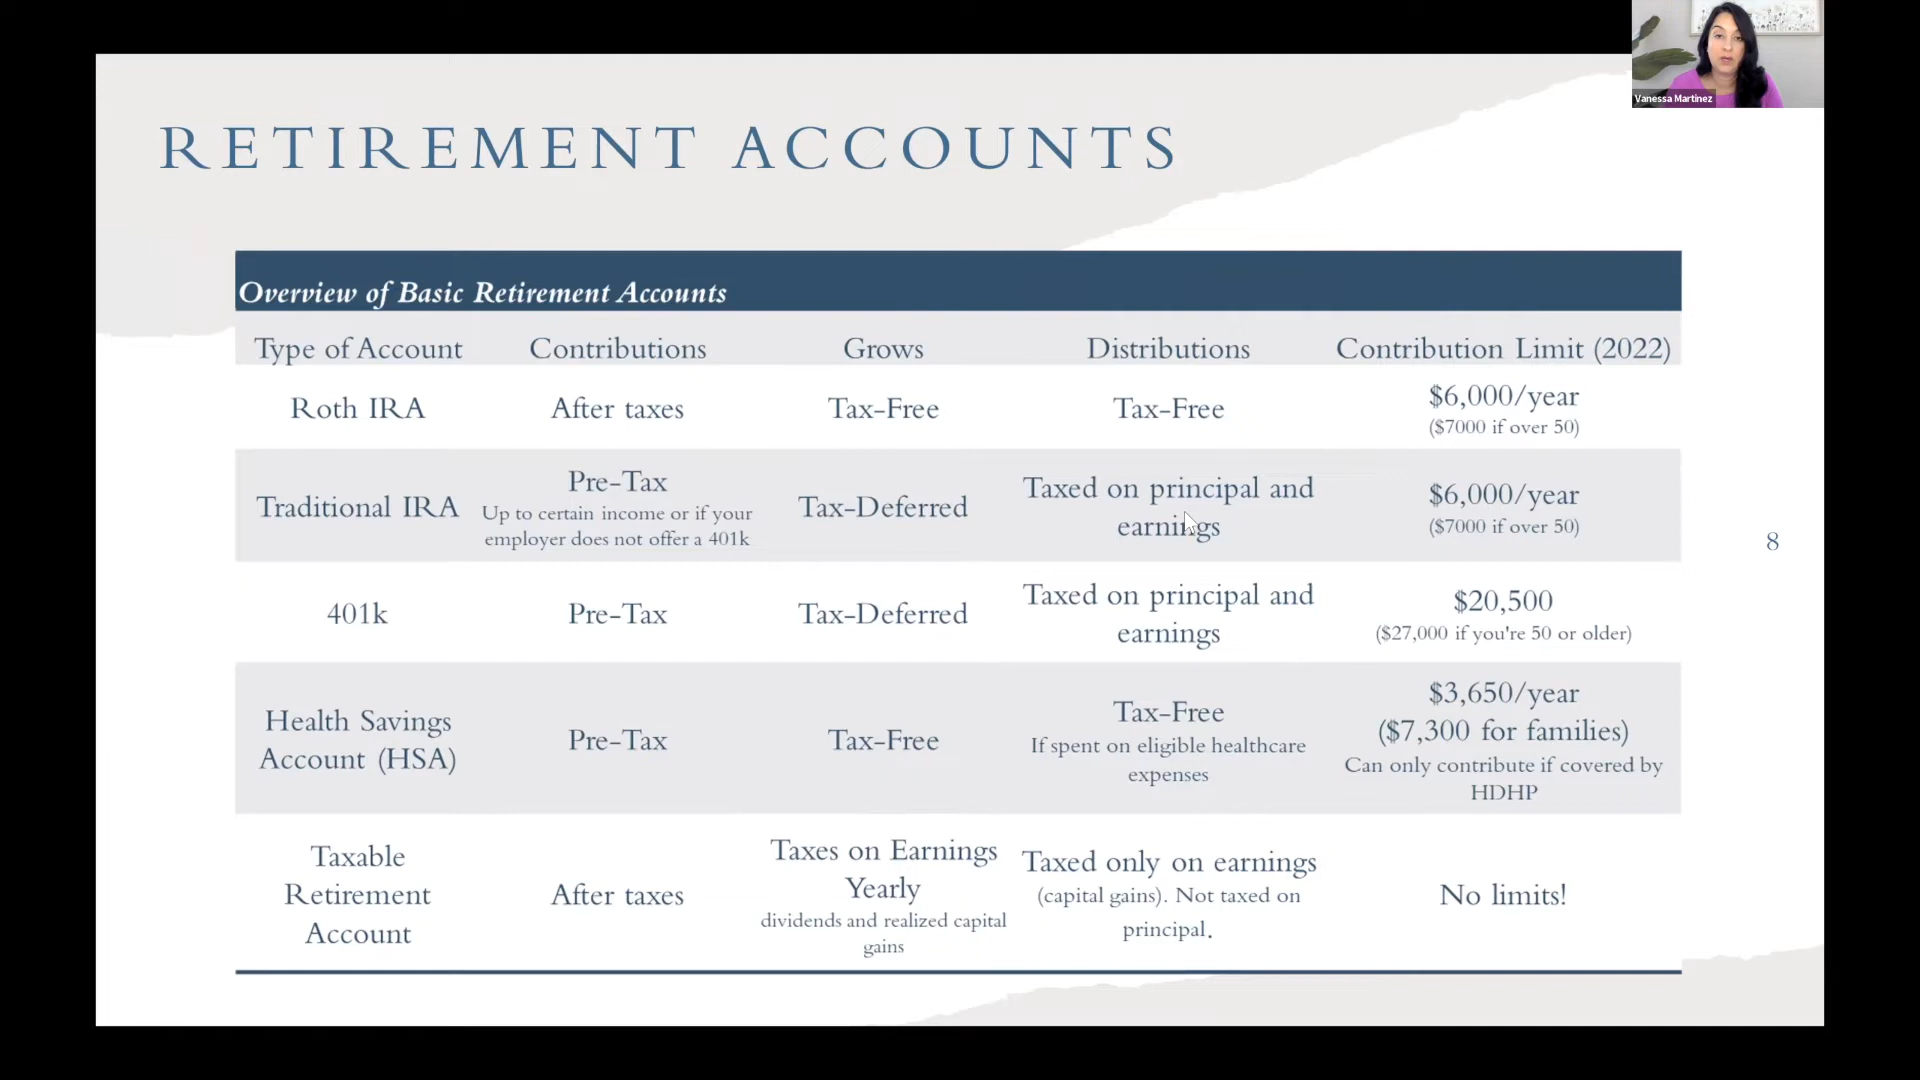 Vanessa Martinez
RETIREMENT ACCOUNTS
Overview of Basic Retirement Accounts
Type of Account
Contributions
Grows
Distributions
Contribution Limit (2022)
Roth IRA
After taxes
Tax-Free
Tax-Free
$6,000/year
($7000 if over 50)
Traditional IRA
Pre-Tax
Up to certain income or if your
employer does not offer a 401k
Tax-Deferred
Taxed on principal and
earnings
$6,000/year
($7000 if over 50)
8
401k
Pre-Tax
Tax-Deferred
Taxed on principal and
earnings
$20,500
($27,000 if you're 50 or older)
Health Savings
Account (HSA)
Pre-Tax
Tax-Free
Tax-Free
If spent on eligible healthcare
expenses
$3,650/year
($7,300 for families)
Can only contribute if covered by
HDHP
Taxable
Retirement
Account
After taxes
Taxes on Earnings
Yearly
dividends and realized capital
gains
Taxed only on earnings
(capital gains). Not taxed on
principal.
No limits!